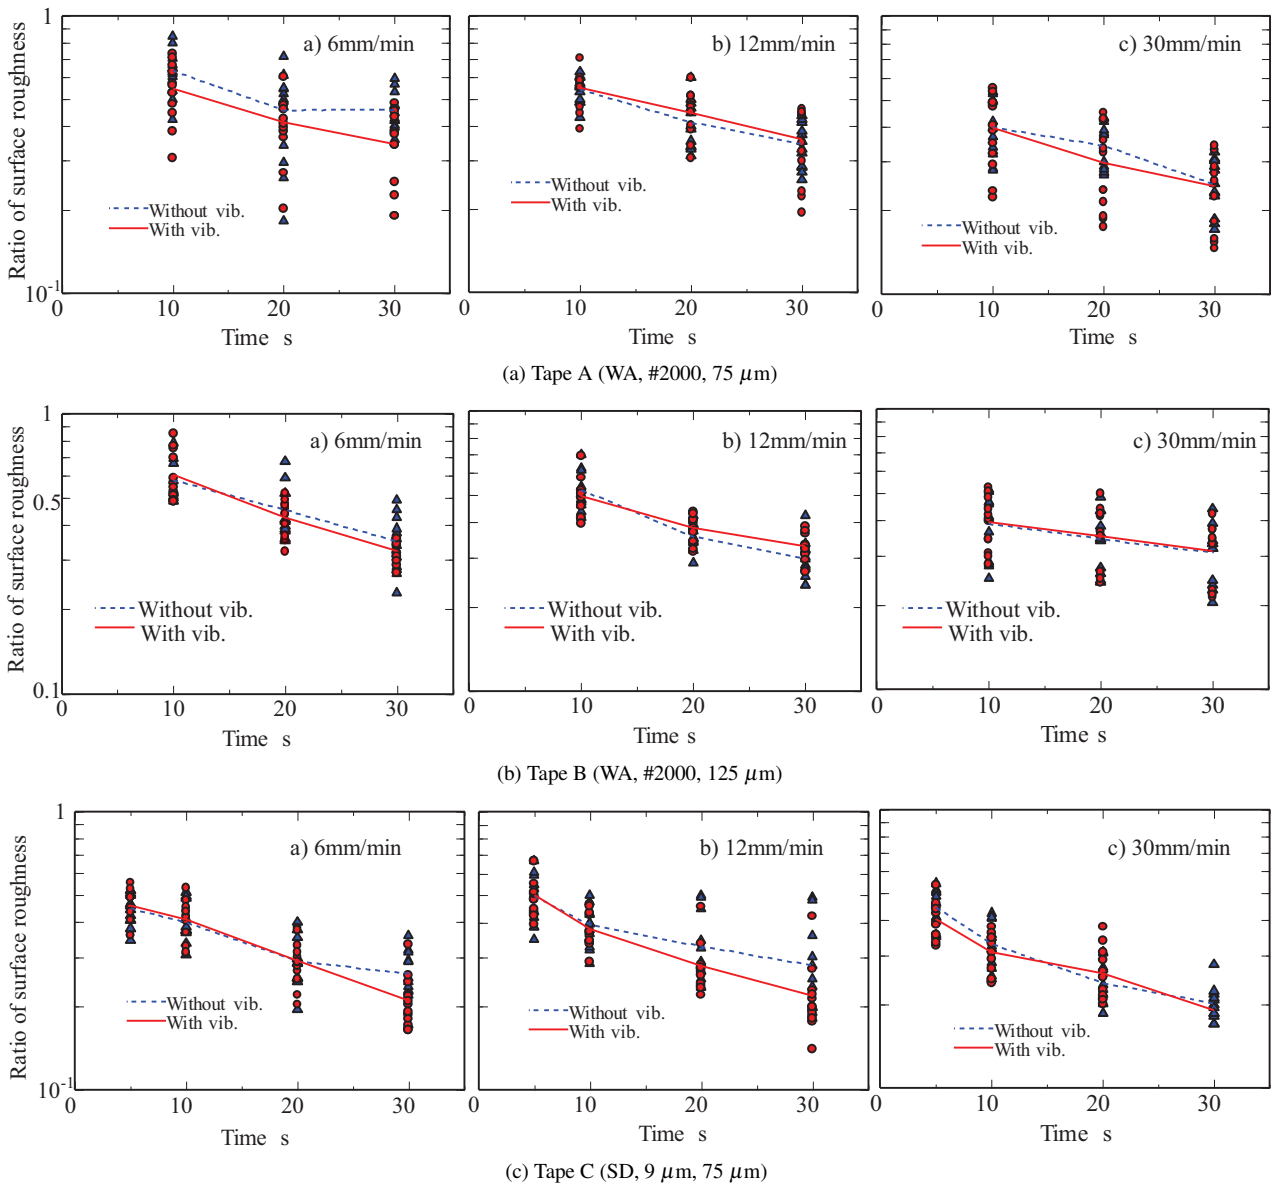 Ratio of surface roughness
1
10-1
a) 6mm/min
Without vib.
With vib.
0
10
20
30
Time s
b) 12mm/min
Without vib.
With vib.
0
10
20
30
Time s
c) 30mm/min
Without vib.
With vib.
0
10
20
30
Time s
(a) Tape A (WA, #2000, 75 μm)
Ratio of surface roughness
1
0.5
0.1
a) 6mm/min
Without vib.
With vib.
0
10
20
30
Time s
b) 12mm/min
Without vib.
With vib.
0
10
20
30
Time s
c) 30mm/min
Without vib.
With vib.
0
10
20
30
Time s
(b) Tape B (WA, #2000, 125 μm)
Ratio of surface roughness
1
10-1
a) 6mm/min
Without vib.
With vib.
0
10
20
30
Time s
b) 12mm/min
Without vib.
With vib.
0
10
20
30
Time s
c) 30mm/min
Without vib.
With vib.
0
10
20
30
Time s
(c) Tape C (SD, 9 μm, 75 μm)